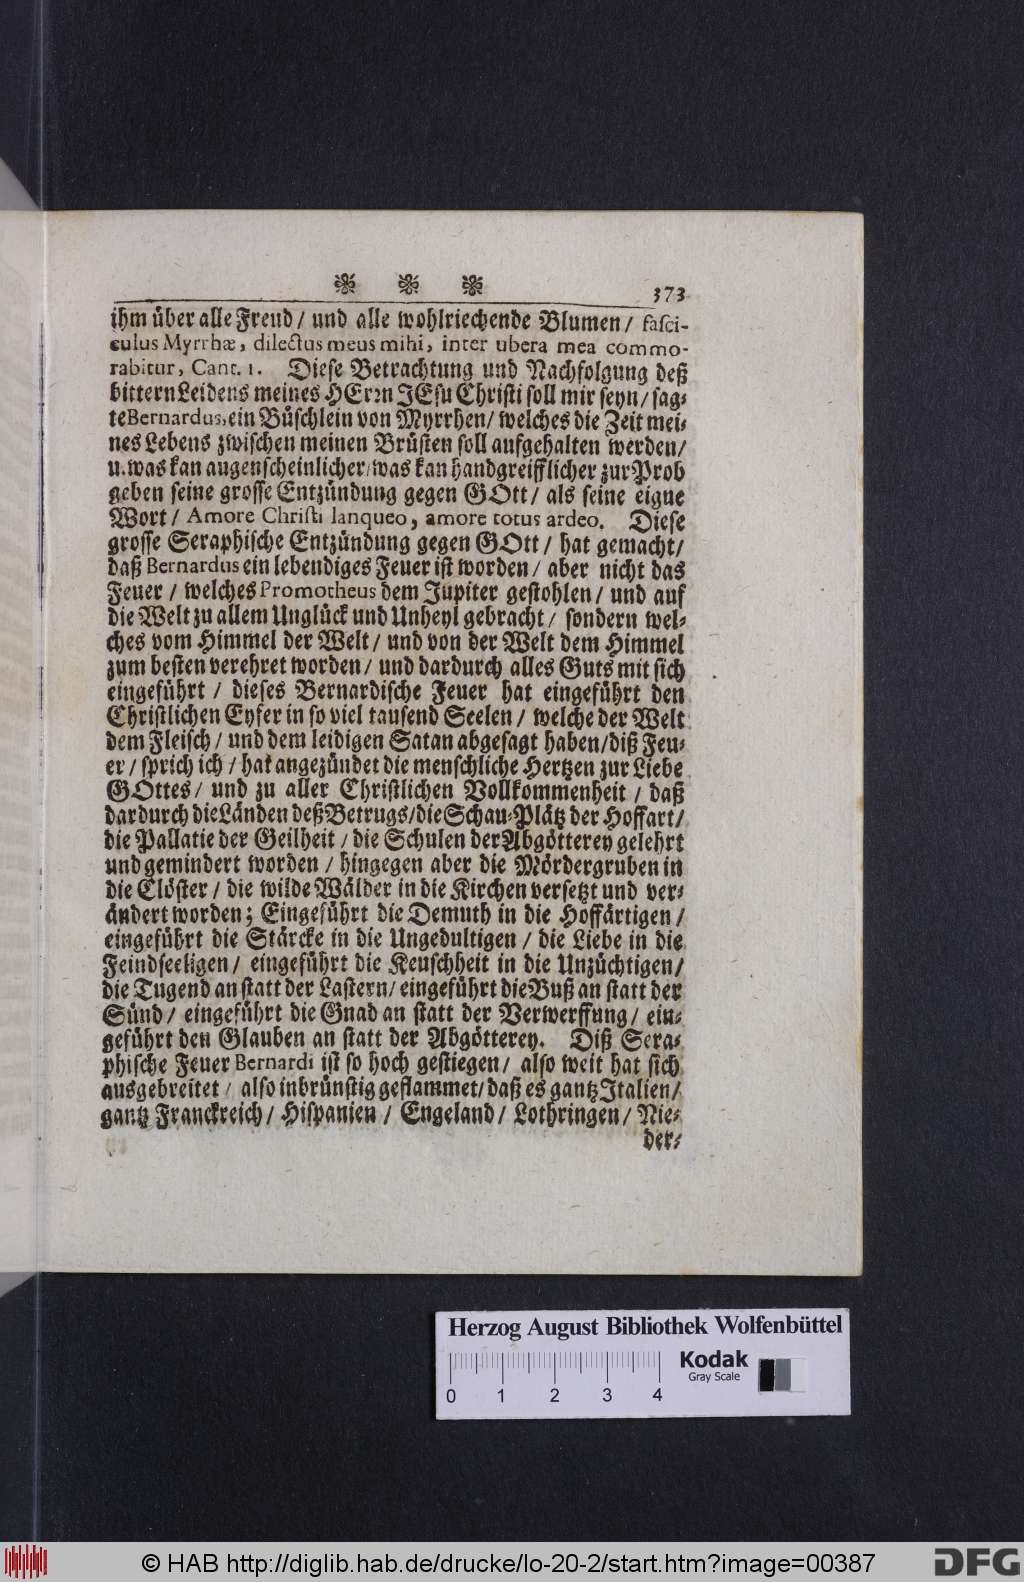 373
ihm über alle Freud/ und alle wohlriechende Blumen/ fasci-
culus Myrrhæ, dilectus meus mihi, inter ubera mea commo-
rabitur, Cant. 1. Diese Betrachtung und Nachfolgung deß
bittern Leidens meines HErrn JEsu Christi soll mir seyn/ sag-
te Bernardus, ein Büschlein von Myrrhen/ welches die Zeit mei-
nes Lebens zwischen meinen Brüsten soll aufgehalten werden/
u. was kan augenscheinlicher/ was kan handgreifflicher zur Prob
geben seine grosse Entzündung gegen GOtt/ als seine eigne
Wort/ Amore Christi lanqueo, amore totus ardeo. Diese
grosse Seraphische Entzündung gegen GOtt/ hat gemacht/
daß Bernardus ein lebendiges Feuer ist worden/ aber nicht das
Feuer/ welches Promotheus dem Jupiter gestohlen/ und auf
die Welt zu allem Unglück und Unheyl gebracht/ sondern wel-
ches vom Himmel der Welt/ und von der Welt dem Himmel
zum besten verehret worden/ und dardurch alles Guts mit sich
eingeführt/ dieses Bernardische Feuer hat eingeführt den
Christlichen Eyfer in so viel tausend Seelen/ welche der Welt
dem Fleisch/ und dem leidigen Satan abgesagt haben/ diß Feu-
er/ sprich ich/ hat angezündet die menschliche Hertzen zur Liebe
GOttes/ und zu aller Christlichen Vollkommenheit/ daß
dardurch die Länden deß Betrugs/ die Schau-Plätz der Hoffart/
die Pallatie der Geilheit/ die Schulen der Abgötterey gelehrt
und gemindert worden/ hingegen aber die Mördergruben in
die Clöster/ die wilde Wälder in die Kirchen versetzt und ver-
ändert worden; Eingeführt die Demuth in die Hoffärtigen/
eingeführt die Stärcke in die Ungedultigen/ die Liebe in die
Feindseeligen/ eingeführt die Keuschheit in die Unzüchtigen/
die Tugend an statt der Lastern/ eingeführt die Buß an statt der
Sünd/ eingeführt die Gnad an statt der Verwerffung/ ein-
geführt den Glauben an statt der Abgötterey. Diß Sera-
phische Feuer Bernardi ist so hoch gestiegen/ also weit hat sich
ausgebreitet/ also inbrünstig geflammet/ daß es gantz Italien/
gantz Franckreich/ Hispanien/ Engeland/ Lothringen/ Nie-
der-
Herzog August Bibliothek Wolfenbüttel
Kodak
Gray Scale
0 1 2 3 4
© HAB http://diglib.hab.de/drucke/lo-20-2/start.htm?image=00387
DFG